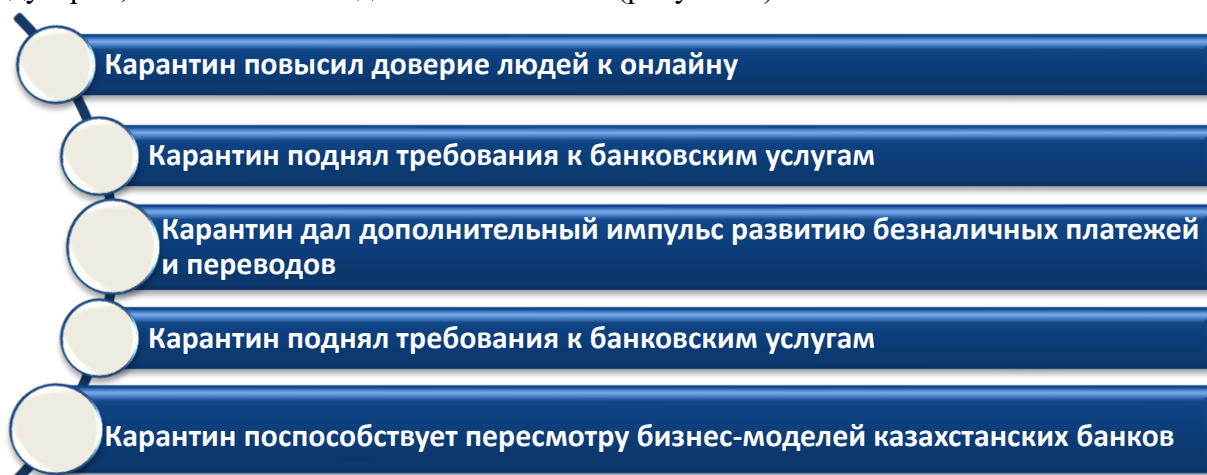 Карантин повысил доверие людей к онлайну
Карантин поднял требования к банковским услугам
Карантин дал дополнительный импульс развитию безналичных платежей
и переводов
Карантин поднял требования к банковским услугам
Карантин поспособствует пересмотру бизнес-моделей казахстанских банков